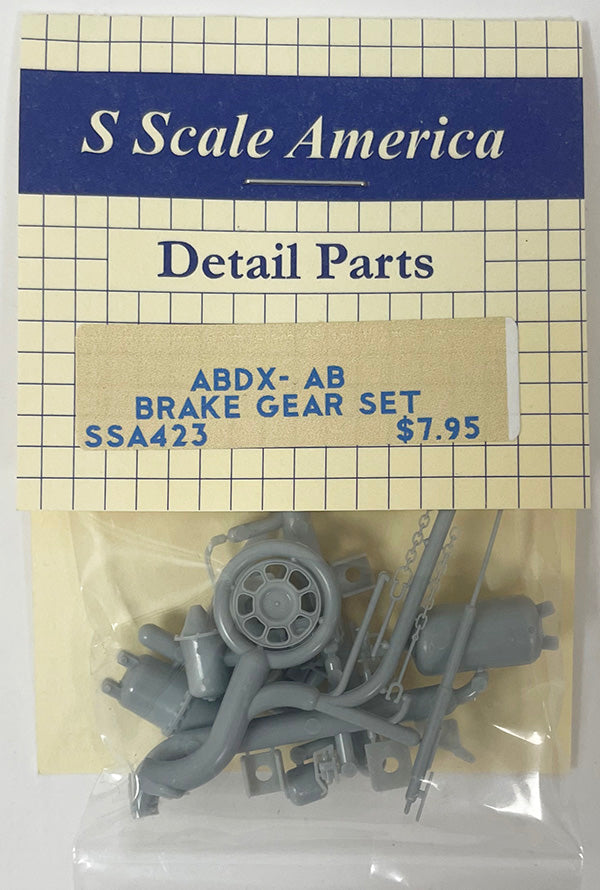 S Scale America
Detail Parts
ABDX- AB
BRAKE GEAR SET
SSA423 $7.95